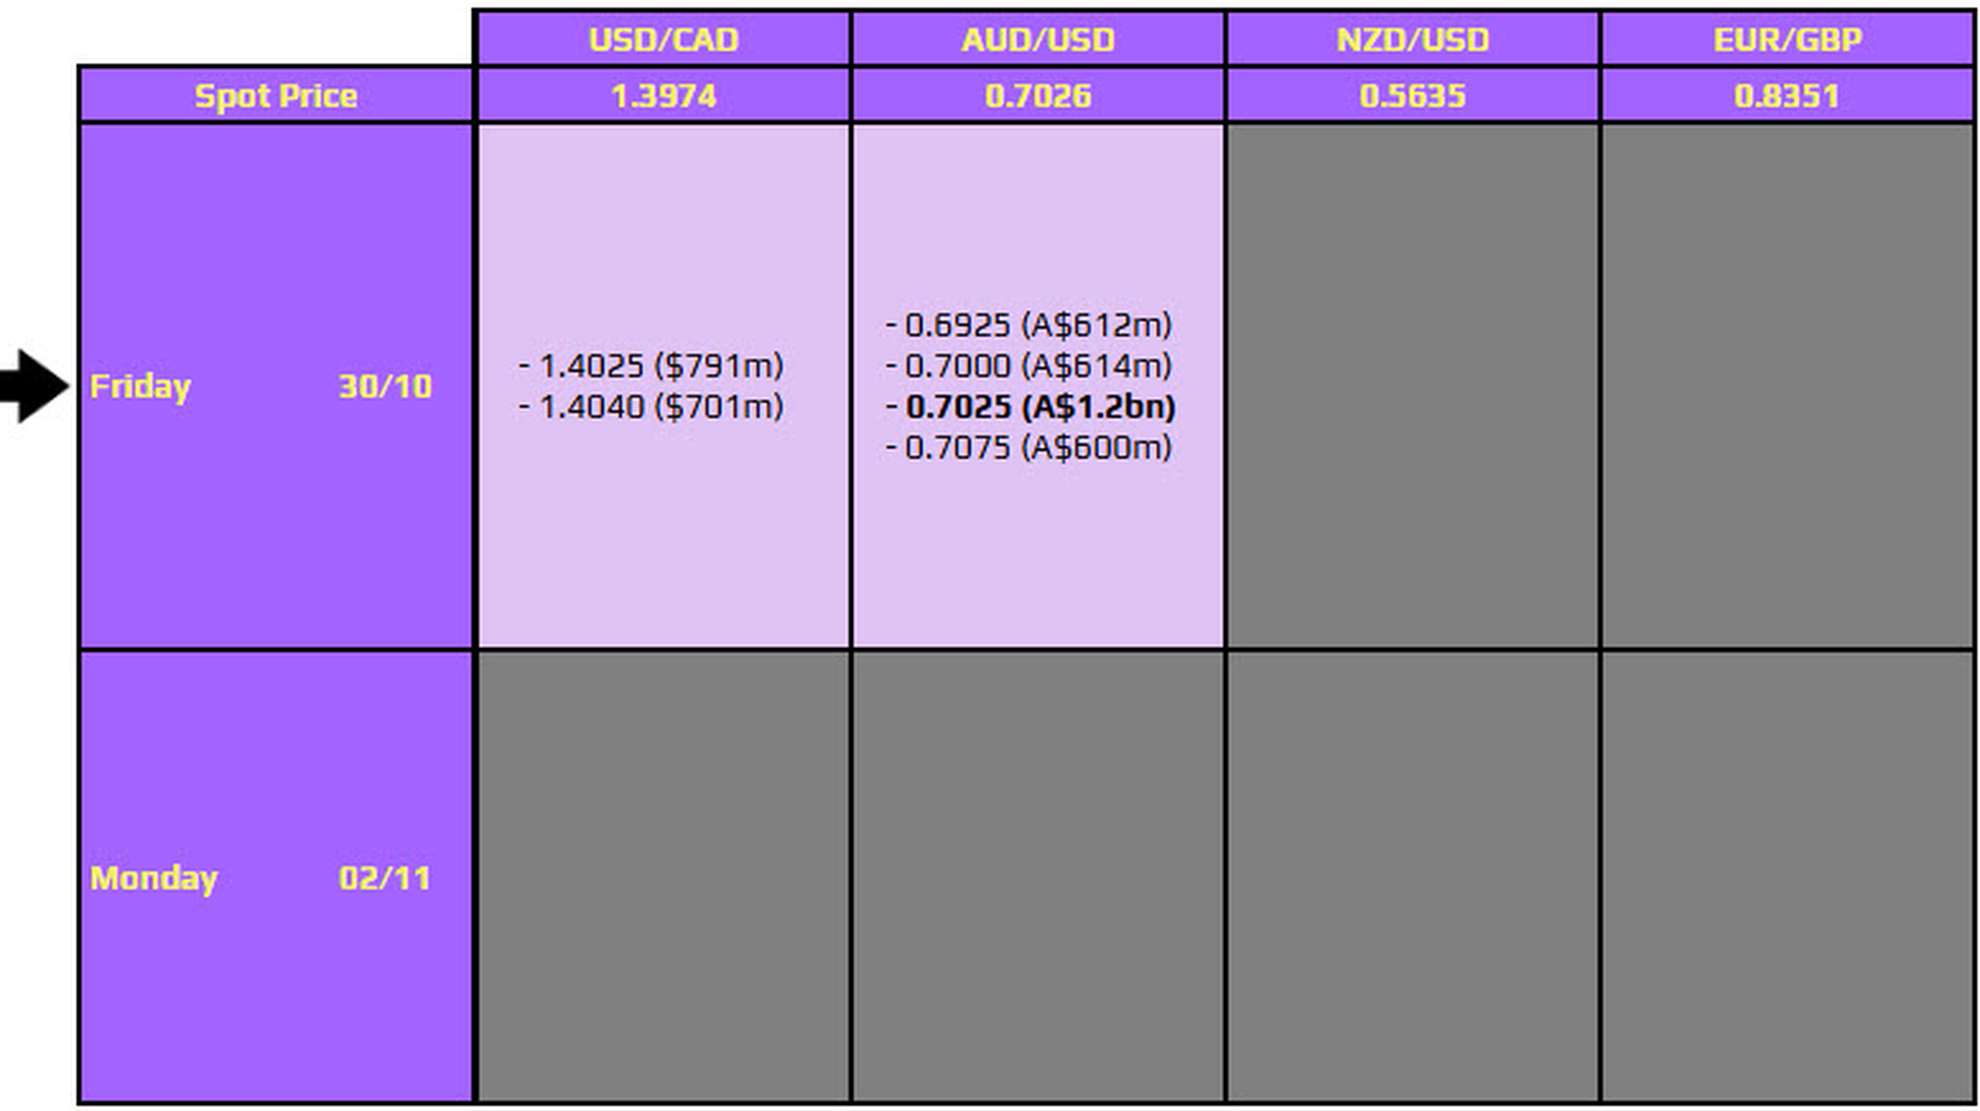 USD/CAD AUD/USD NZD/USD EUR/GBP
Spot Price 1.3974 0.7026 0.5635 0.8351
Friday 30/10
- 1.4025 ($791m)
- 1.4040 ($701m)
- 0.6925 (A$612m)
- 0.7000 (A$614m)
- 0.7025 (A$1.2bn)
- 0.7075 (A$600m)
Monday 02/11